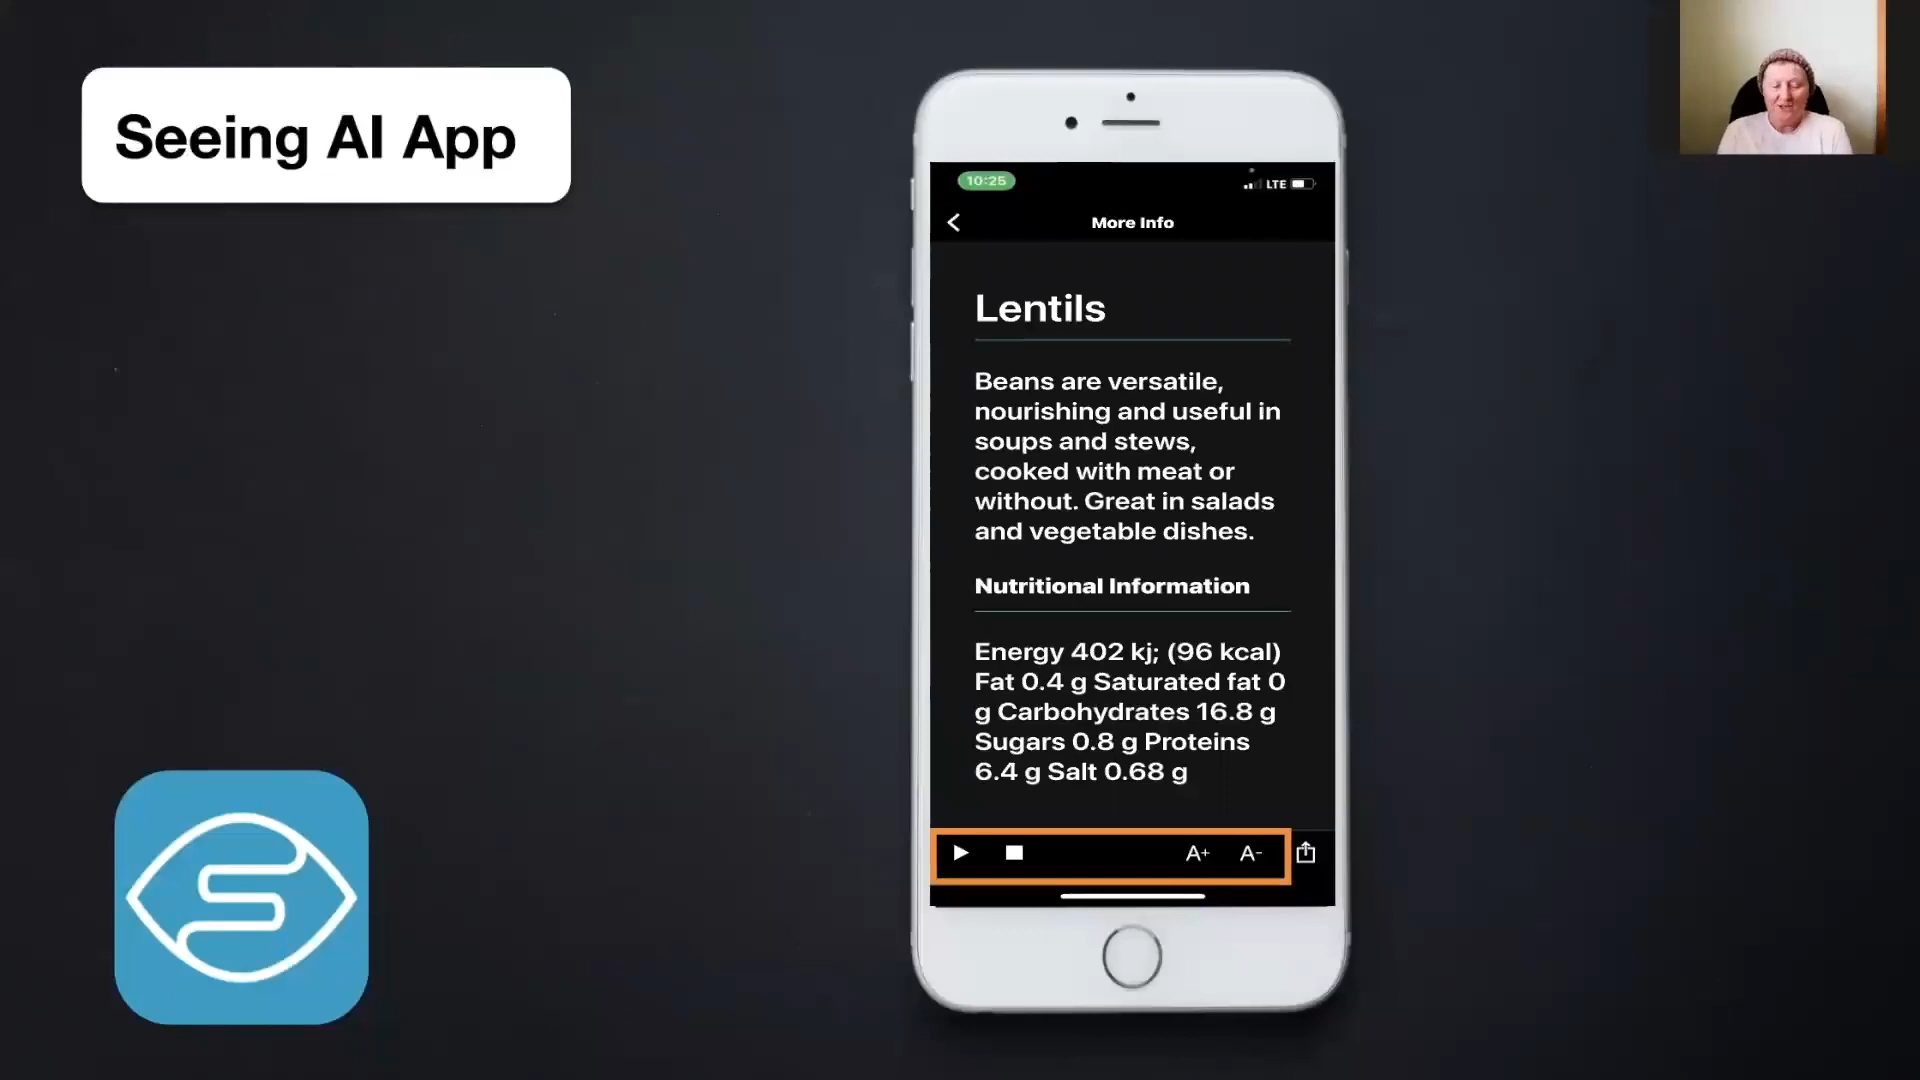 Seeing AI App
10:25
LTE
More Info
Lentils
Beans are versatile,
nourishing and useful in
soups and stews,
cooked with meat or
without. Great in salads
and vegetable dishes.
Nutritional Information
Energy 402 kj; (96 kcal)
Fat 0.4 g Saturated fat 0
g Carbohydrates 16.8 g
Sugars 0.8 g Proteins
6.4 g Salt 0.68 g
A+ A-